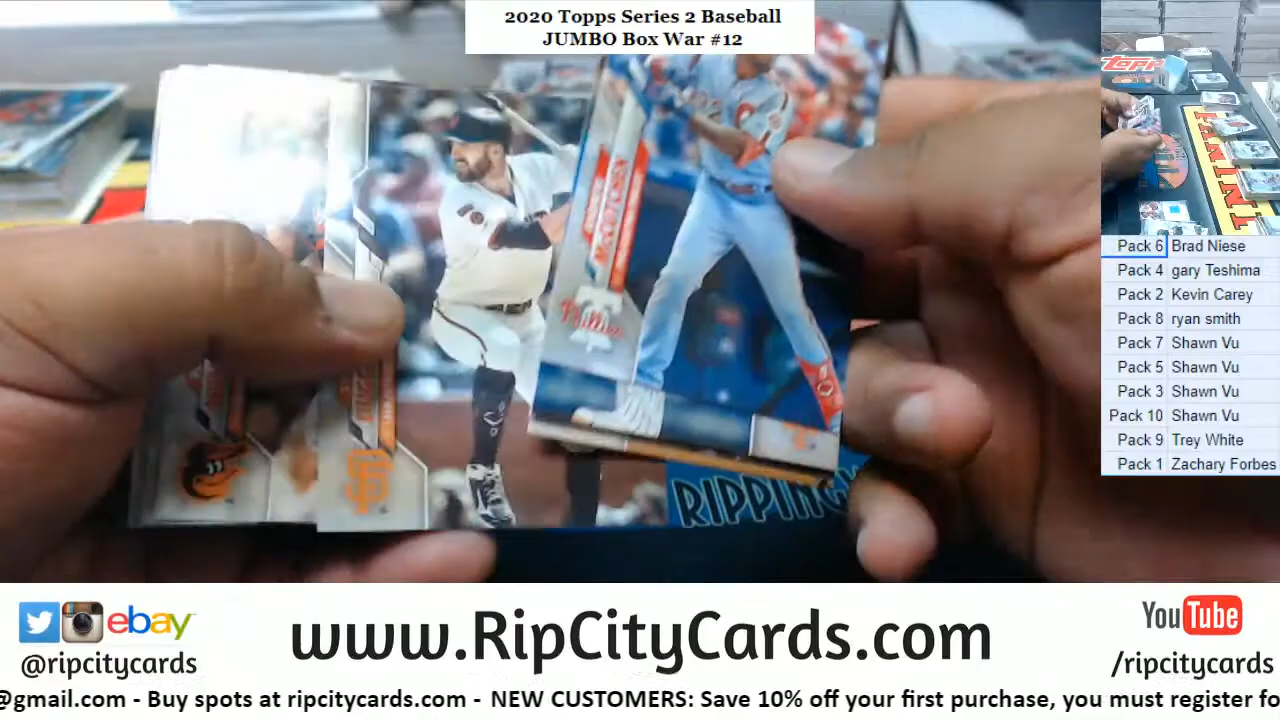 2020 Topps Series 2 Baseball
JUMBO Box War #12
Topps
PANINI
McCUTCHEN
Phillies
SF
RIPPING
Pack 6 Brad Niese
Pack 4 gary Teshima
Pack 2 Kevin Carey
Pack 8 ryan smith
Pack 7 Shawn Vu
Pack 5 Shawn Vu
Pack 3 Shawn Vu
Pack 10 Shawn Vu
Pack 9 Trey White
Pack 1 Zachary Forbes
ebay
@ripcitycards
www.RipCityCards.com
YouTube
/ripcitycards
@gmail.com - Buy spots at ripcitycards.com - NEW CUSTOMERS: Save 10% off your first purchase, you must register fo